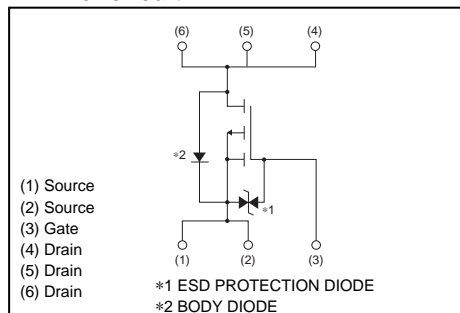 (6) (5) (4)
∗2
∗1
(1) Source
(2) Source
(3) Gate
(4) Drain
(5) Drain
(6) Drain
(1) (2) (3)
∗1 ESD PROTECTION DIODE
∗2 BODY DIODE